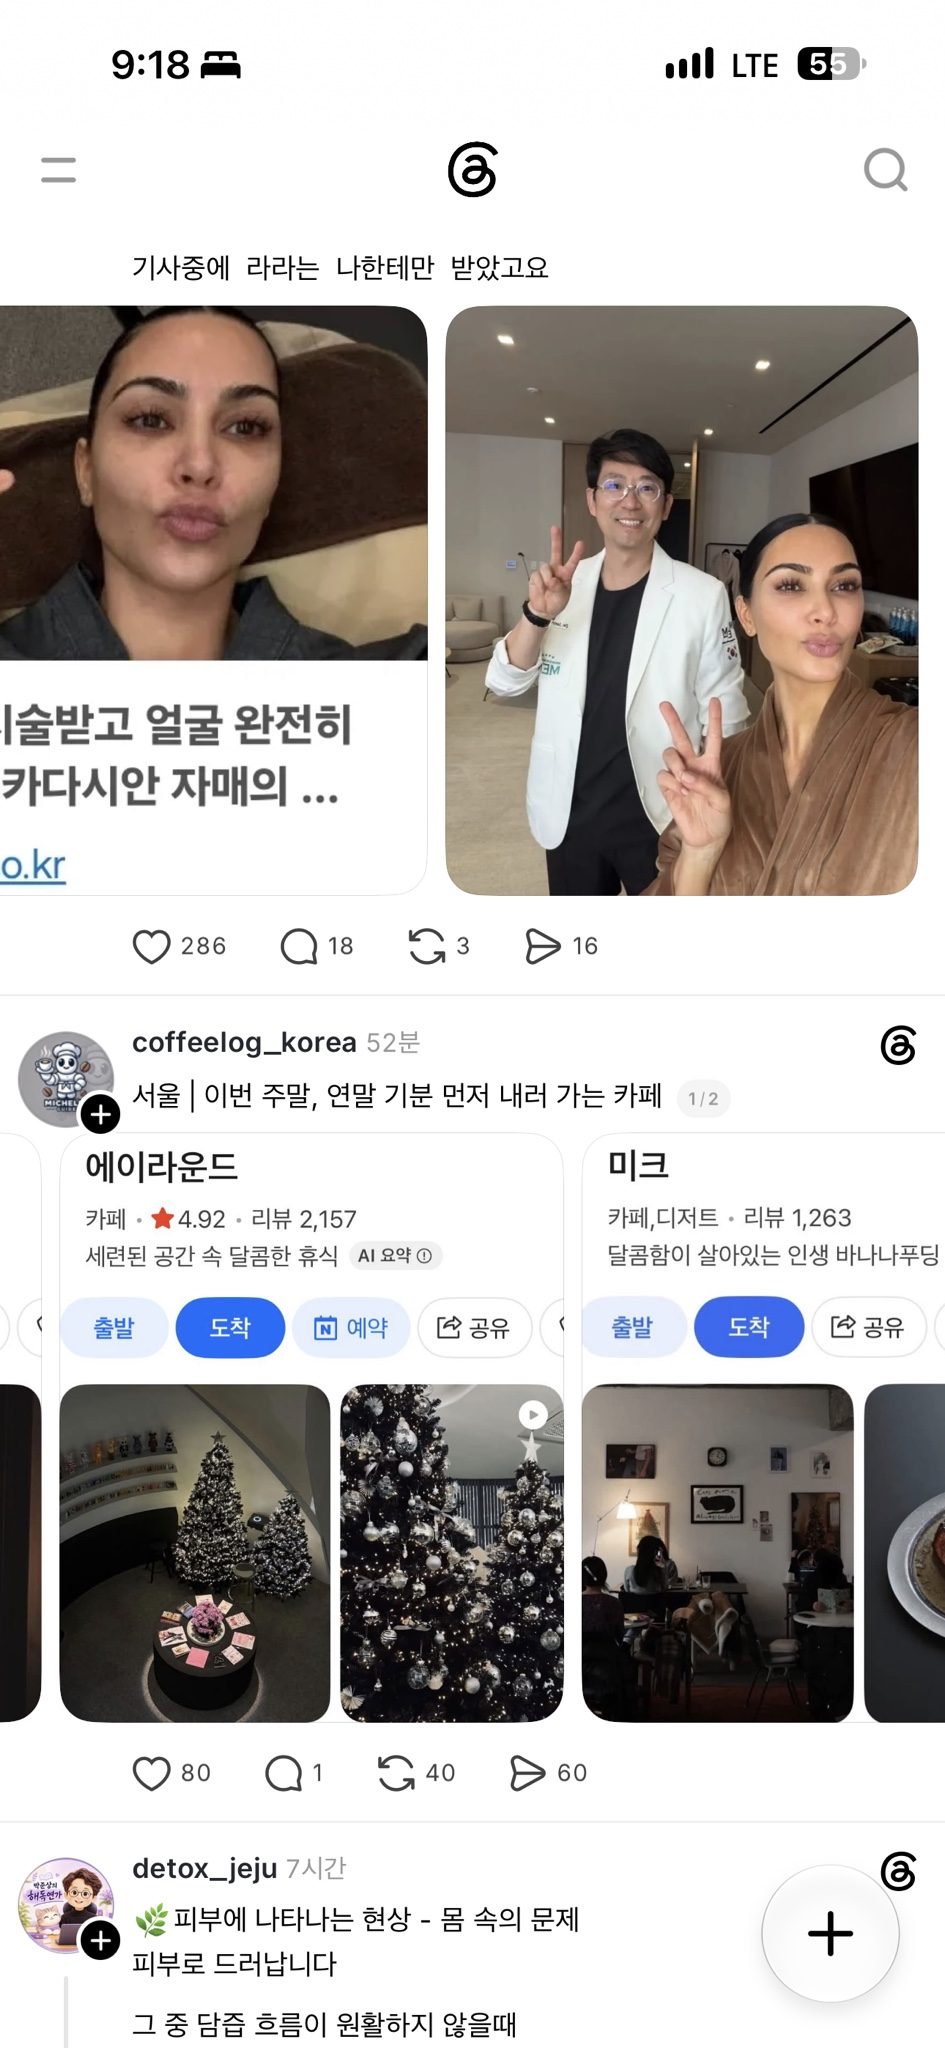 9:18
LTE
55
기사중에 라라는 나한테만 받았고요
시술받고 얼굴 완전히
카다시안 자매의 ...
o.kr
286
18
3
16
coffeelog_korea 52분
서울 | 이번 주말, 연말 기분 먼저 내러 가는 카페 1/2
에이라운드
카페 · 4.92 · 리뷰 2,157
세련된 공간 속 달콤한 휴식 AI 요약
출발
도착
예약
공유
미크
카페,디저트 · 리뷰 1,263
달콤함이 살아있는 인생 바나나푸딩
출발
도착
공유
80
1
40
60
detox_jeju 7시간
박준상의
해독연가
🌿피부에 나타나는 현상 - 몸 속의 문제
피부로 드러납니다
그 중 담즙 흐름이 원활하지 않을때